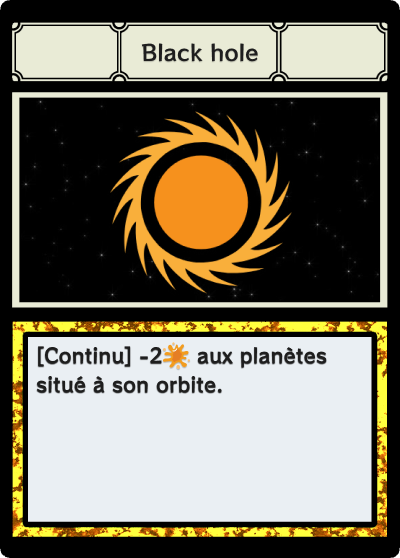 Black hole
[Continu] -2 aux planètes
situé à son orbite.